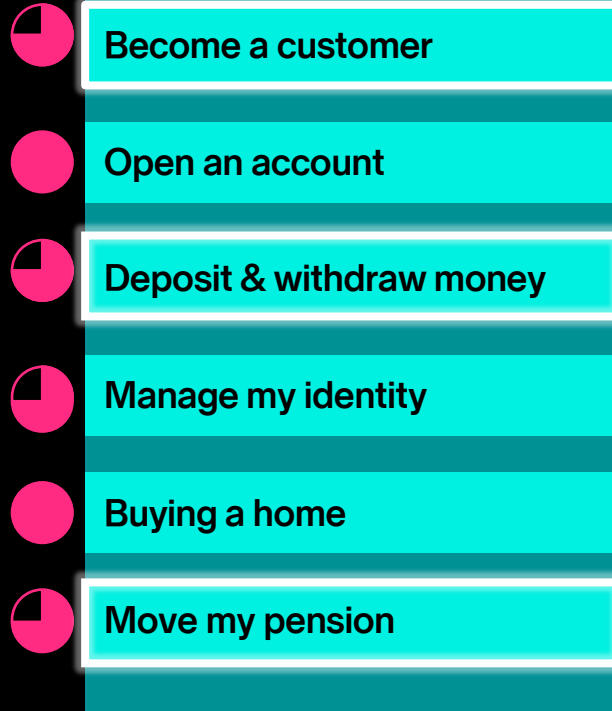 Become a customer
Open an account
Deposit & withdraw money
Manage my identity
Buying a home
Move my pension